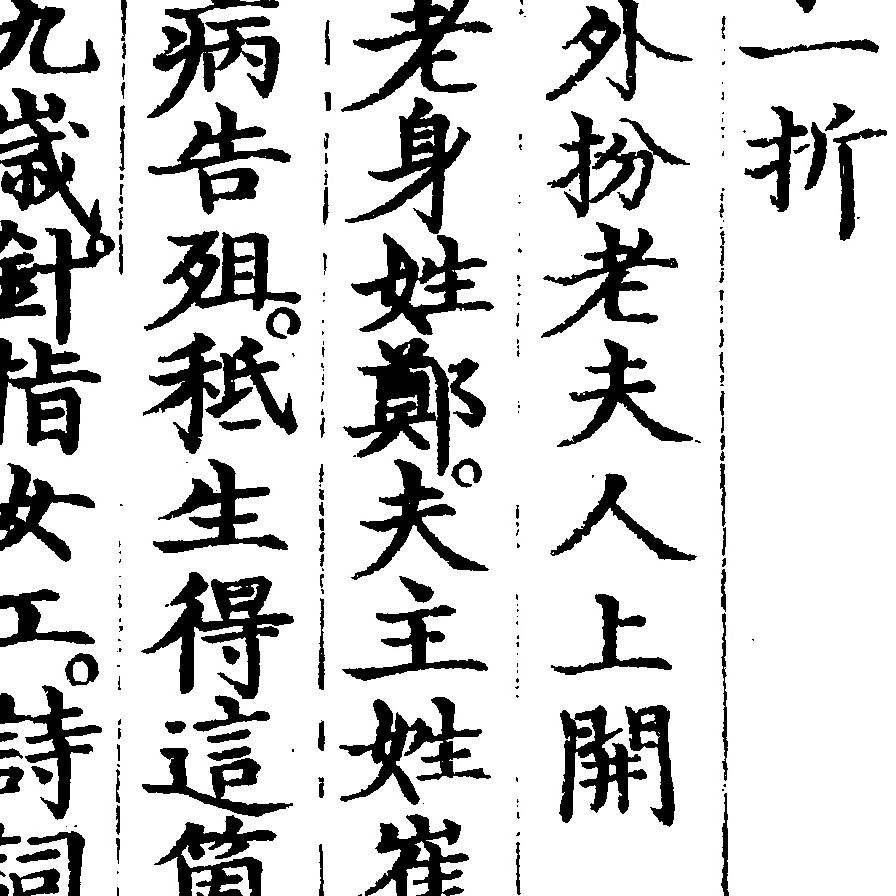 折
外扮老夫人上開
老身姓鄭。夫主姓崔
病告殂。秪生得這箇
九歲。針指女工。詩詞